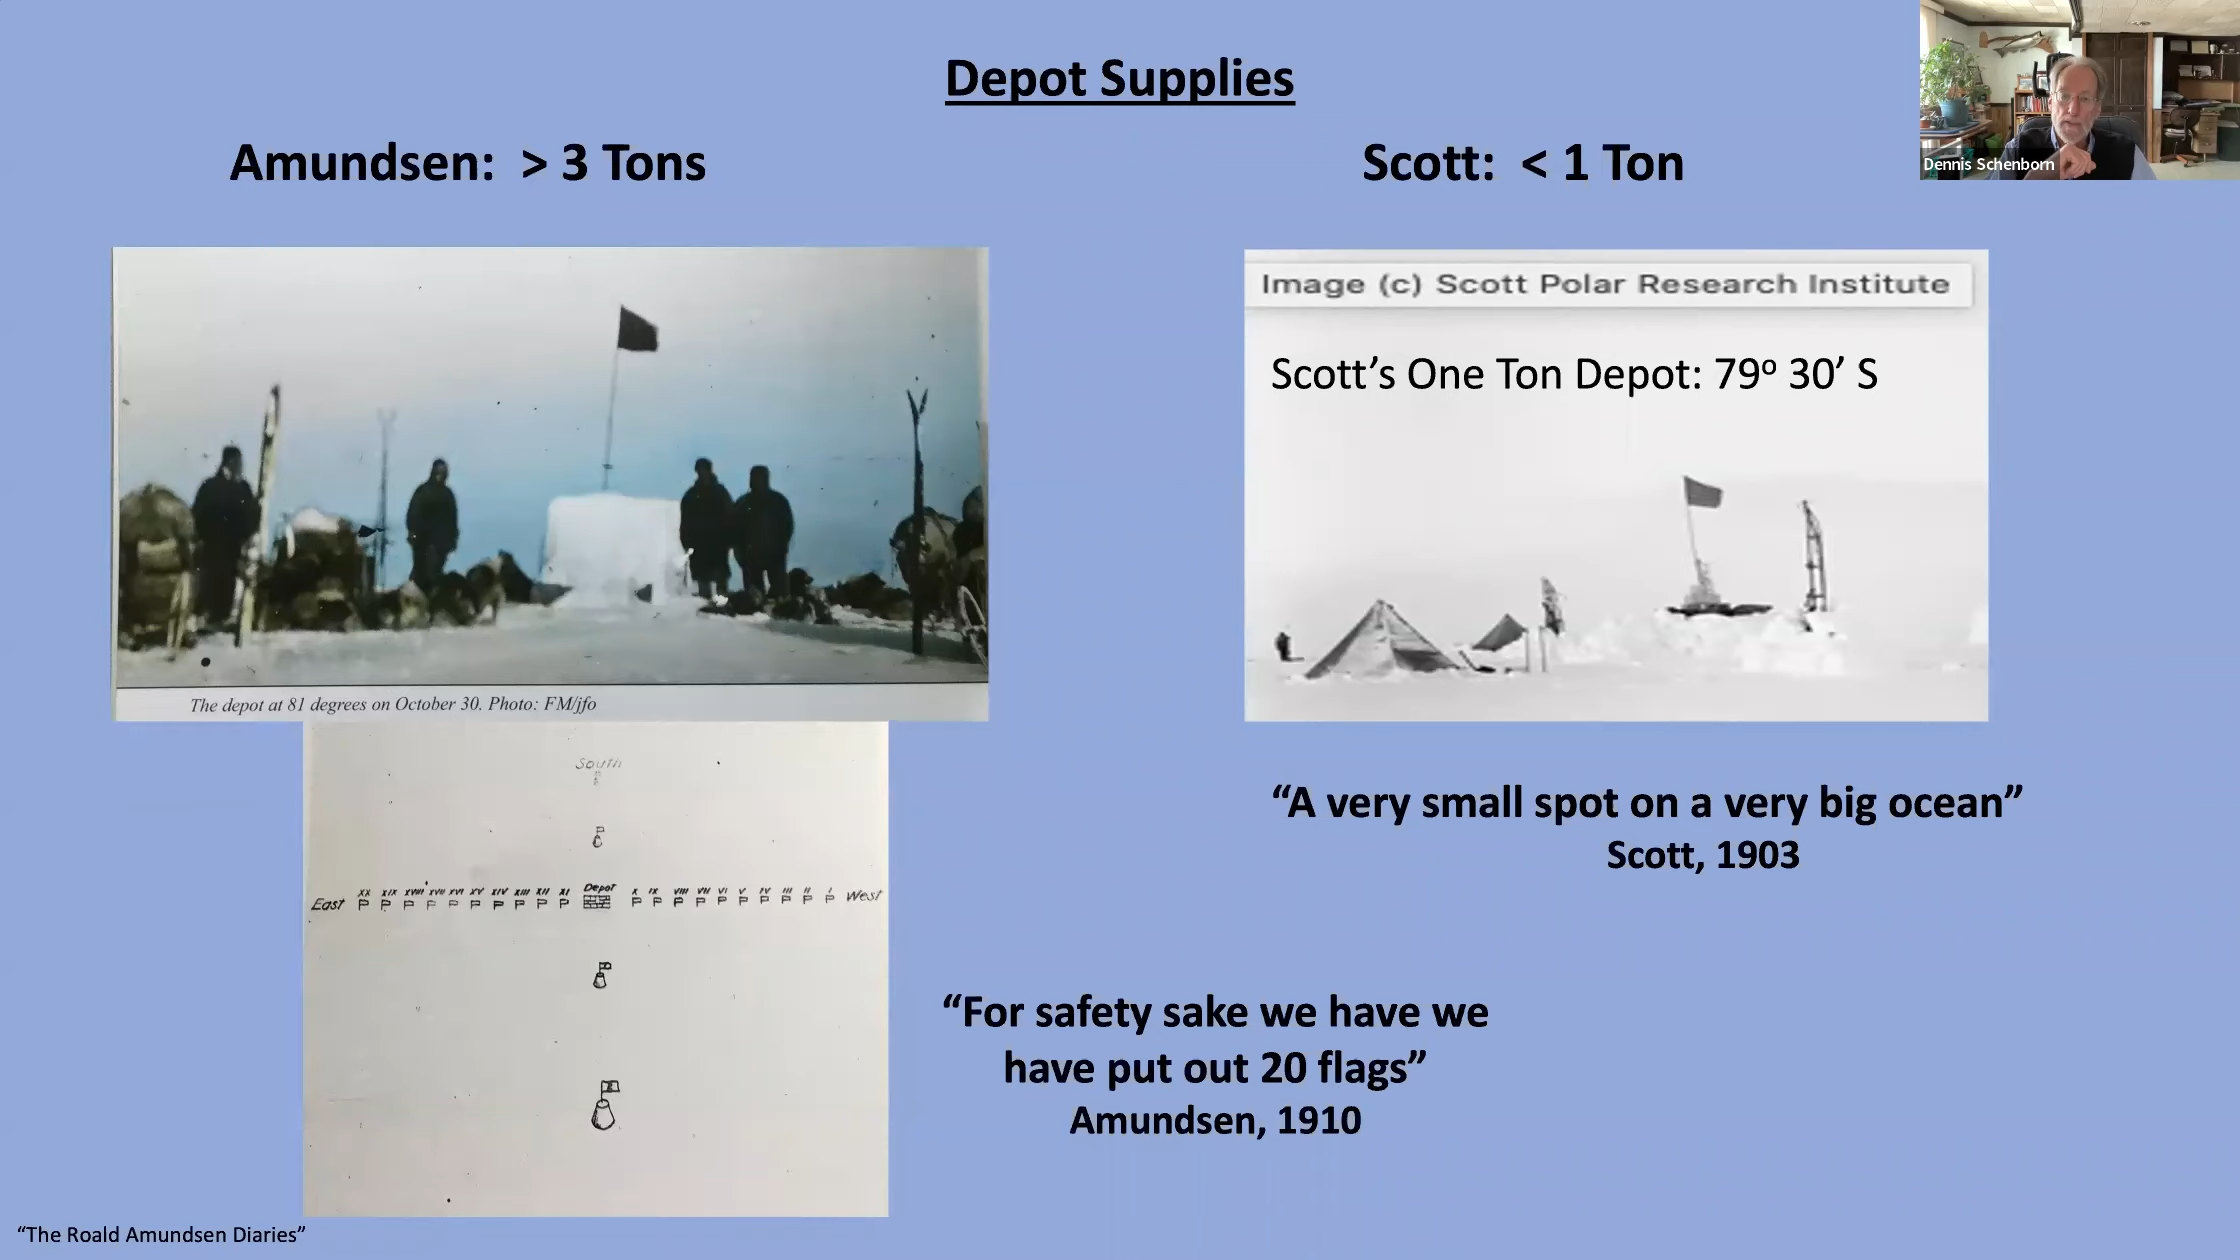 Depot Supplies
Amundsen: > 3 Tons
Scott: < 1 Ton
Dennis Schenborn
Image (c) Scott Polar Research Institute
Scott’s One Ton Depot: 79º 30’ S
The depot at 81 degrees on October 30. Photo: FM/jfo
South
East XX XIX XVIII XVII XVI XV XIV XIII XII XI Depot X IX VIII VII VI V IV III II I West
“A very small spot on a very big ocean”
Scott, 1903
“For safety sake we have we
have put out 20 flags”
Amundsen, 1910
“The Roald Amundsen Diaries”